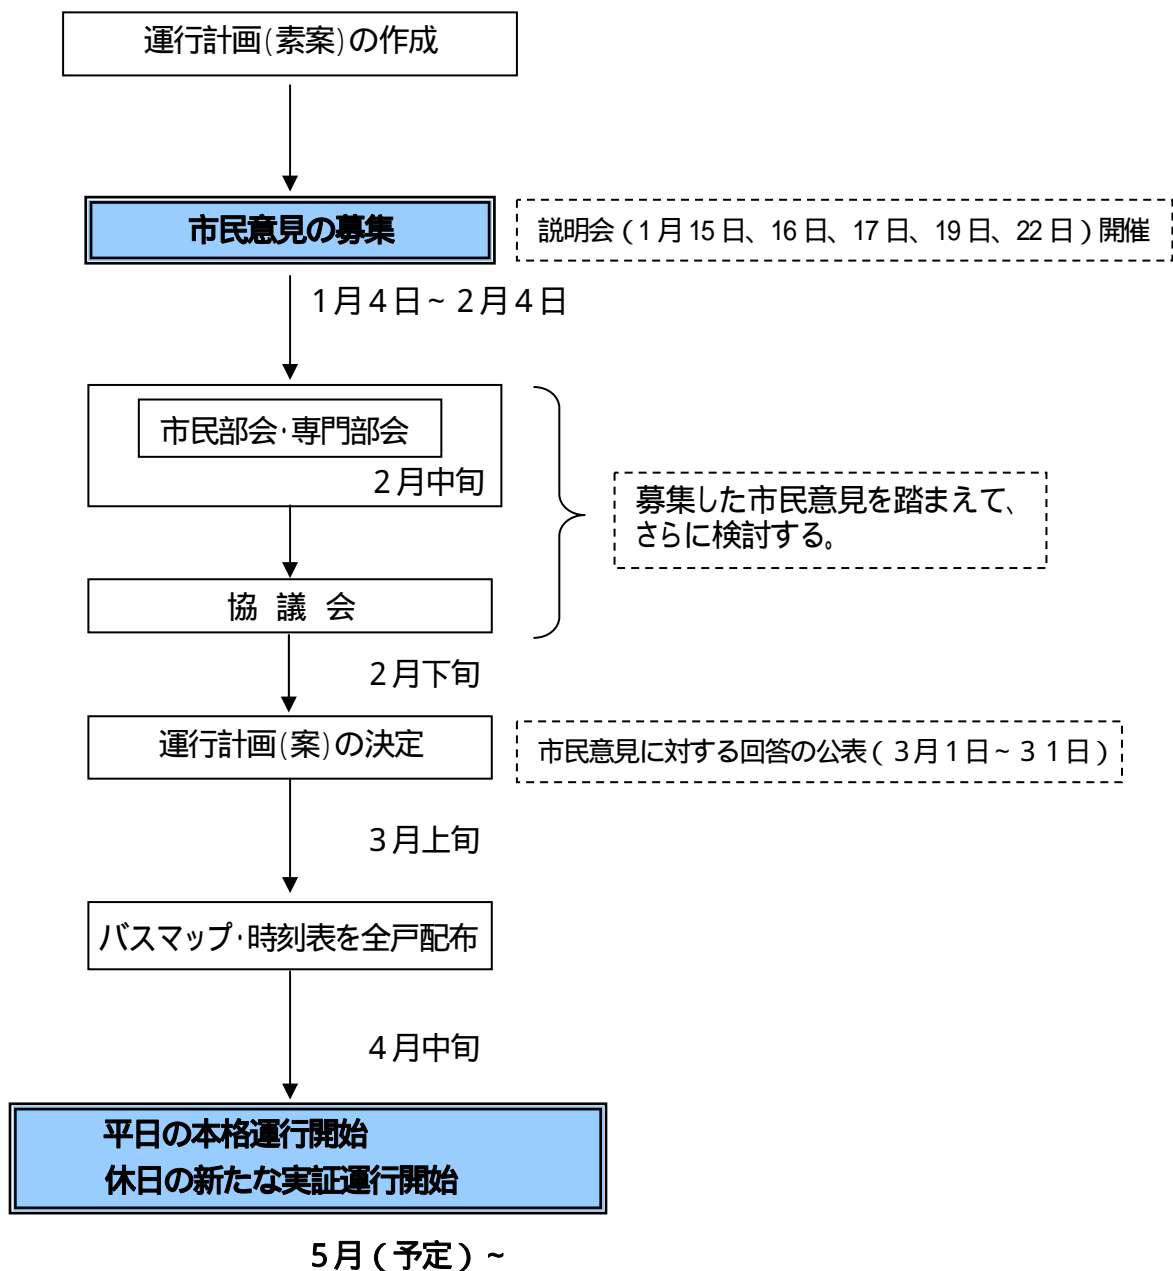 運行計画(素案)の作成
市民意見の募集
説明会(1月15日、16日、17日、19日、22日)開催
1月4日~2月4日
市民部会・専門部会
2月中旬
募集した市民意見を踏まえて、
さらに検討する。
協 議 会
2月下旬
運行計画(案)の決定
市民意見に対する回答の公表(3月1日~31日)
3月上旬
バスマップ・時刻表を全戸配布
4月中旬
平日の本格運行開始
休日の新たな実証運行開始
5月(予定)~